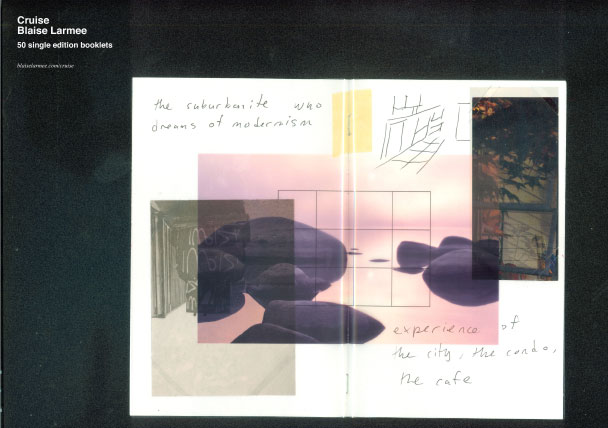 Cruise
Blaise Larmee
50 single edition booklets
blaiselarmee.com/cruise
the suburbanite who
dreams of modernism
experience of
the city, the condo,
the cafe